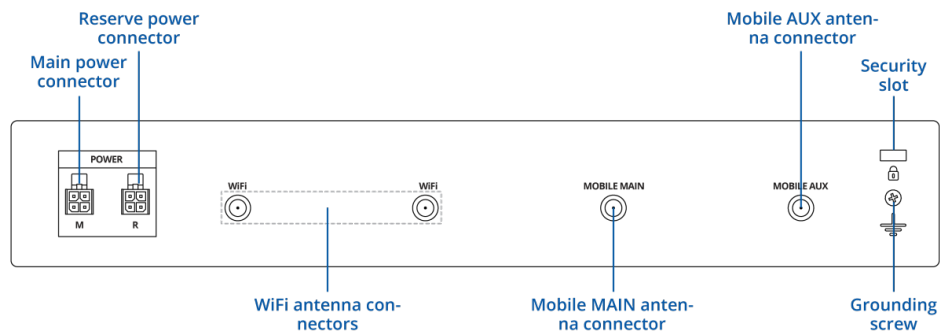 Reserve power
connector
Main power
connector
Mobile AUX anten-
na connector
Security
slot
POWER
M
R
WiFi
WiFi
MOBILE MAIN
MOBILE AUX
WiFi antenna con-
nectors
Mobile MAIN anten-
na connector
Grounding
screw